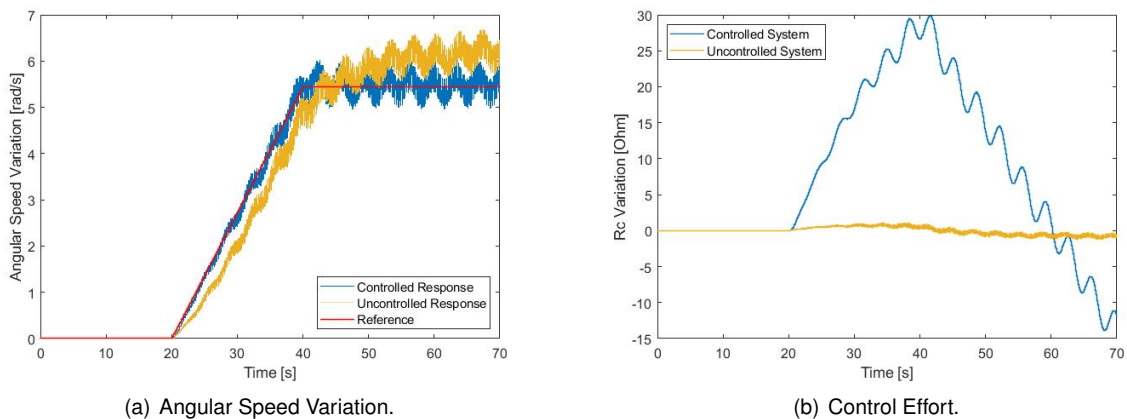 7
6
5
4
3
2
1
0
0 10 20 30 40 50 60 70
Angular Speed Variation [rad/s]
Time [s]
Controlled Response
Uncontrolled Response
Reference
(a) Angular Speed Variation.
30
25
20
15
10
5
0
-5
-10
-15
0 10 20 30 40 50 60 70
Rc Variation [Ohm]
Time [s]
Controlled System
Uncontrolled System
(b) Control Effort.